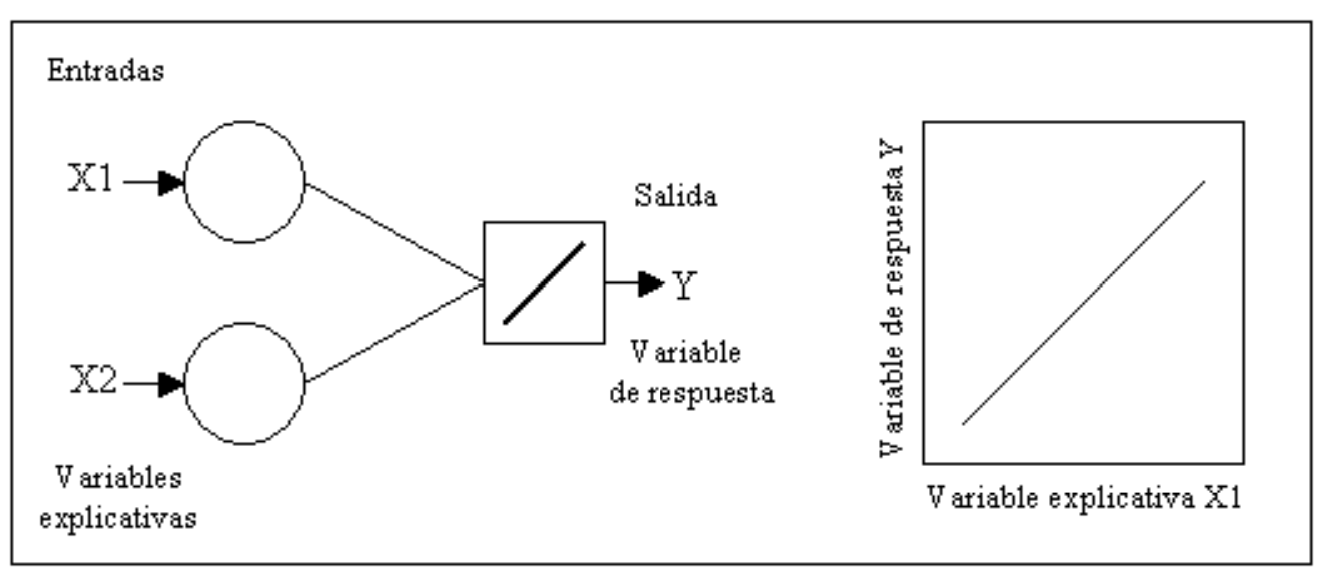 Entradas
X1
X2
Variables
explicativas
Salida
Y
Variable
de respuesta
Variable de respuesta Y
Variable explicativa X1